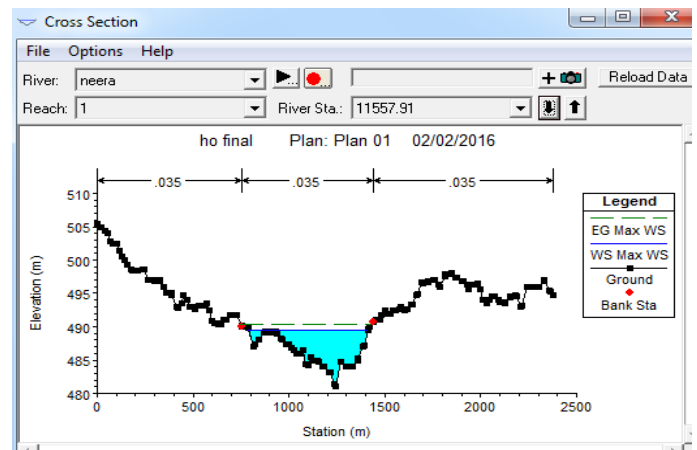 Cross Section
File Options Help
River: neera Reload Data
Reach: 1 River Sta.: 11557.91
ho final Plan: Plan 01 02/02/2016
.035 .035 .035
510
505
500
495
490
485
480
Elevation (m)
0 500 1000 1500 2000 2500
Station (m)
Legend
EG Max WS
WS Max WS
Ground
Bank Sta